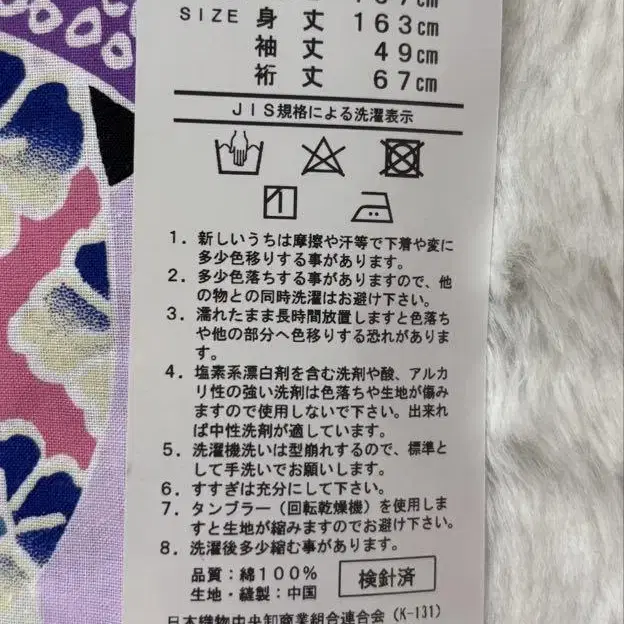 SIZE 身丈 163cm
袖丈 49cm
裄丈 67cm
JIS規格による洗濯表示
1. 新しいうちは摩擦や汗等で下着や変に
多少色移りする事があります。
2. 多少色落ちする事がありますので、他
の物との同時洗濯はお避け下さい。
3. 濡れたまま長時間放置しますと色落ち
や他の部分へ色移りする恐れがありま
す。
4. 塩素系漂白剤を含む洗剤や酸、アルカ
リ性の強い洗剤は色落ちや生地が傷み
ますので使用しないで下さい。出来れ
ば中性洗剤が適しています。
5. 洗濯機洗いは型崩れするので、標準と
して手洗いでお願いします。
6. すすぎは充分にして下さい。
7. タンブラー（回転乾燥機）を使用しま
すと生地が縮みますのでお避け下さい。
8. 洗濯後多少縮む事があります。
品質：綿100% 検針済
生地・縫製：中国
日本織物中央卸商業組合連合会（K-131）